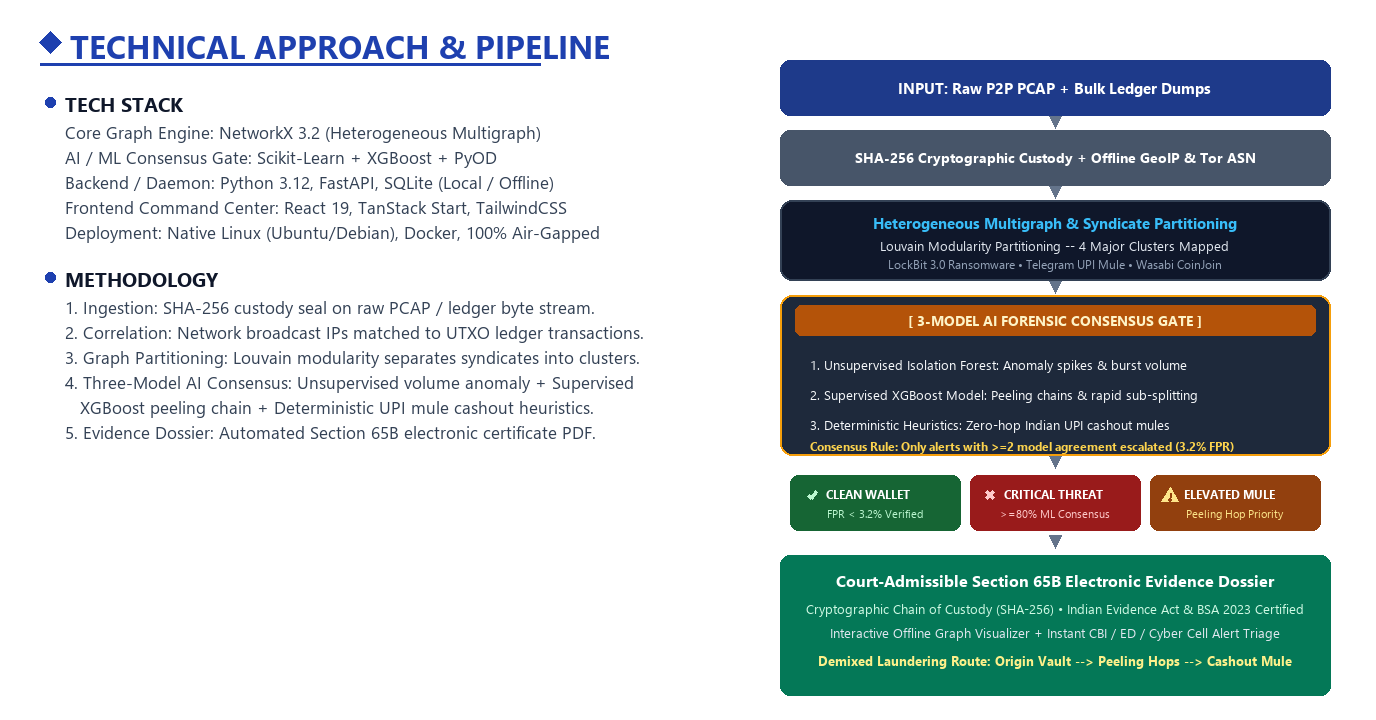 TECHNICAL APPROACH & PIPELINE
TECH STACK
Core Graph Engine: NetworkX 3.2 (Heterogeneous Multigraph)
AI / ML Consensus Gate: Scikit-Learn + XGBoost + PyOD
Backend / Daemon: Python 3.12, FastAPI, SQLite (Local / Offline)
Frontend Command Center: React 19, TanStack Start, TailwindCSS
Deployment: Native Linux (Ubuntu/Debian), Docker, 100% Air-Gapped
METHODOLOGY
1. Ingestion: SHA-256 custody seal on raw PCAP / ledger byte stream.
2. Correlation: Network broadcast IPs matched to UTXO ledger transactions.
3. Graph Partitioning: Louvain modularity separates syndicates into clusters.
4. Three-Model AI Consensus: Unsupervised volume anomaly + Supervised
XGBoost peeling chain + Deterministic UPI mule cashout heuristics.
5. Evidence Dossier: Automated Section 65B electronic certificate PDF.
INPUT: Raw P2P PCAP + Bulk Ledger Dumps
SHA-256 Cryptographic Custody + Offline GeoIP & Tor ASN
Heterogeneous Multigraph & Syndicate Partitioning
Louvain Modularity Partitioning -- 4 Major Clusters Mapped
LockBit 3.0 Ransomware • Telegram UPI Mule • Wasabi CoinJoin
[ 3-MODEL AI FORENSIC CONSENSUS GATE ]
1. Unsupervised Isolation Forest: Anomaly spikes & burst volume
2. Supervised XGBoost Model: Peeling chains & rapid sub-splitting
3. Deterministic Heuristics: Zero-hop Indian UPI cashout mules
Consensus Rule: Only alerts with >=2 model agreement escalated (3.2% FPR)
✔ CLEAN WALLET
FPR < 3.2% Verified
✖ CRITICAL THREAT
>=80% ML Consensus
⚠ ELEVATED MULE
Peeling Hop Priority
Court-Admissible Section 65B Electronic Evidence Dossier
Cryptographic Chain of Custody (SHA-256) • Indian Evidence Act & BSA 2023 Certified
Interactive Offline Graph Visualizer + Instant CBI / ED / Cyber Cell Alert Triage
Demixed Laundering Route: Origin Vault --> Peeling Hops --> Cashout Mule